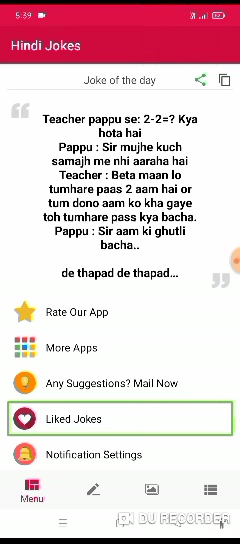 5:39
Hindi Jokes
Joke of the day
Teacher pappu se: 2-2=? Kya
hota hai
Pappu : Sir mujhe kuch
samajh me nhi aaraha hai
Teacher : Beta maan lo
tumhare paas 2 aam hai or
tum dono aam ko kha gaye
toh tumhare pass kya bacha.
Pappu : Sir aam ki ghutli
bacha..
de thapad de thapad...
Rate Our App
More Apps
Any Suggestions? Mail Now
Liked Jokes
Notification Settings
Menu
DU RECORDER